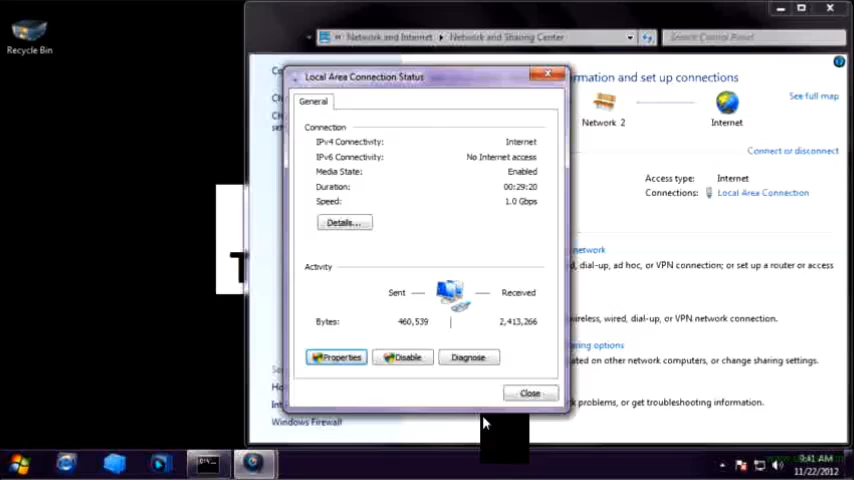 Recycle Bin
Network and Internet
Network and Sharing Center
Search Control Panel
Local Area Connection Status
General
Connection
IPv4 Connectivity: Internet
IPv6 Connectivity: No Internet access
Media State: Enabled
Duration: 00:29:20
Speed: 1.0 Gbps
Details...
Activity
Sent Received
Bytes: 460,539 2,413,266
Properties Disable Diagnose
Close
rmation and set up connections
See full map
Network 2 Internet
Connect or disconnect
Access type: Internet
Connections: Local Area Connection
network
d, dial-up, ad hoc, or VPN connection; or set up a router or access
wireless, wired, dial-up, or VPN network connection.
ring options
ated on other network computers, or change sharing settings.
k problems, or get troubleshooting information.
Windows Firewall
9:41 AM
11/22/2012